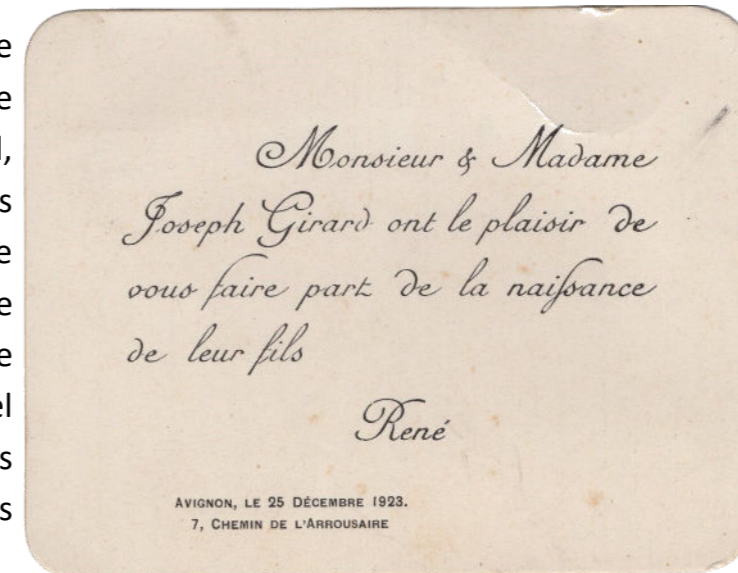 e
e
l,
s
e
e
e
el
s
s
Monsieur & Madame
Joseph Girard ont le plaisir de
vous faire part de la naissance
de leur fils
René
AVIGNON, LE 25 DÉCEMBRE 1923.
7, CHEMIN DE L'ARROUSAIRE